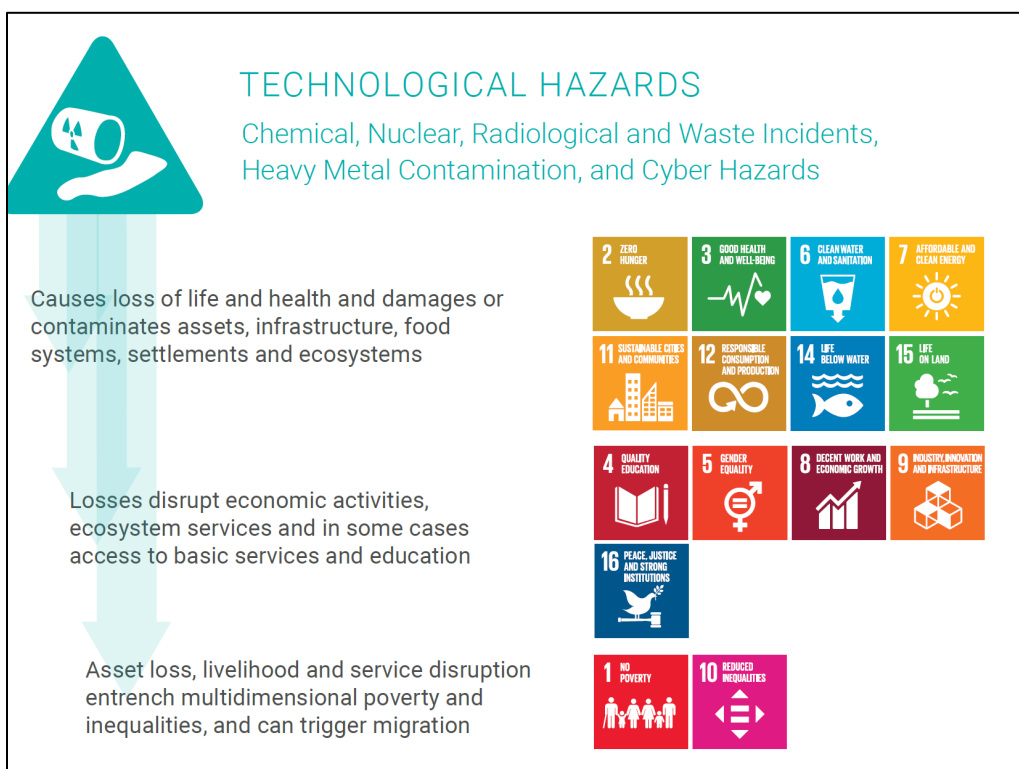 TECHNOLOGICAL HAZARDS
Chemical, Nuclear, Radiological and Waste Incidents,
Heavy Metal Contamination, and Cyber Hazards
Causes loss of life and health and damages or
contaminates assets, infrastructure, food
systems, settlements and ecosystems
2 ZERO
HUNGER
3 GOOD HEALTH
AND WELL-BEING
6 CLEAN WATER
AND SANITATION
7 AFFORDABLE AND
CLEAN ENERGY
11 SUSTAINABLE CITIES
AND COMMUNITIES
12 RESPONSIBLE
CONSUMPTION
AND PRODUCTION
14 LIFE
BELOW WATER
15 LIFE
ON LAND
Losses disrupt economic activities,
ecosystem services and in some cases
access to basic services and education
4 QUALITY
EDUCATION
5 GENDER
EQUALITY
8 DECENT WORK AND
ECONOMIC GROWTH
9 INDUSTRY, INNOVATION
AND INFRASTRUCTURE
16 PEACE, JUSTICE
AND STRONG
INSTITUTIONS
Asset loss, livelihood and service disruption
entrench multidimensional poverty and
inequalities, and can trigger migration
1 NO
POVERTY
10 REDUCED
INEQUALITIES